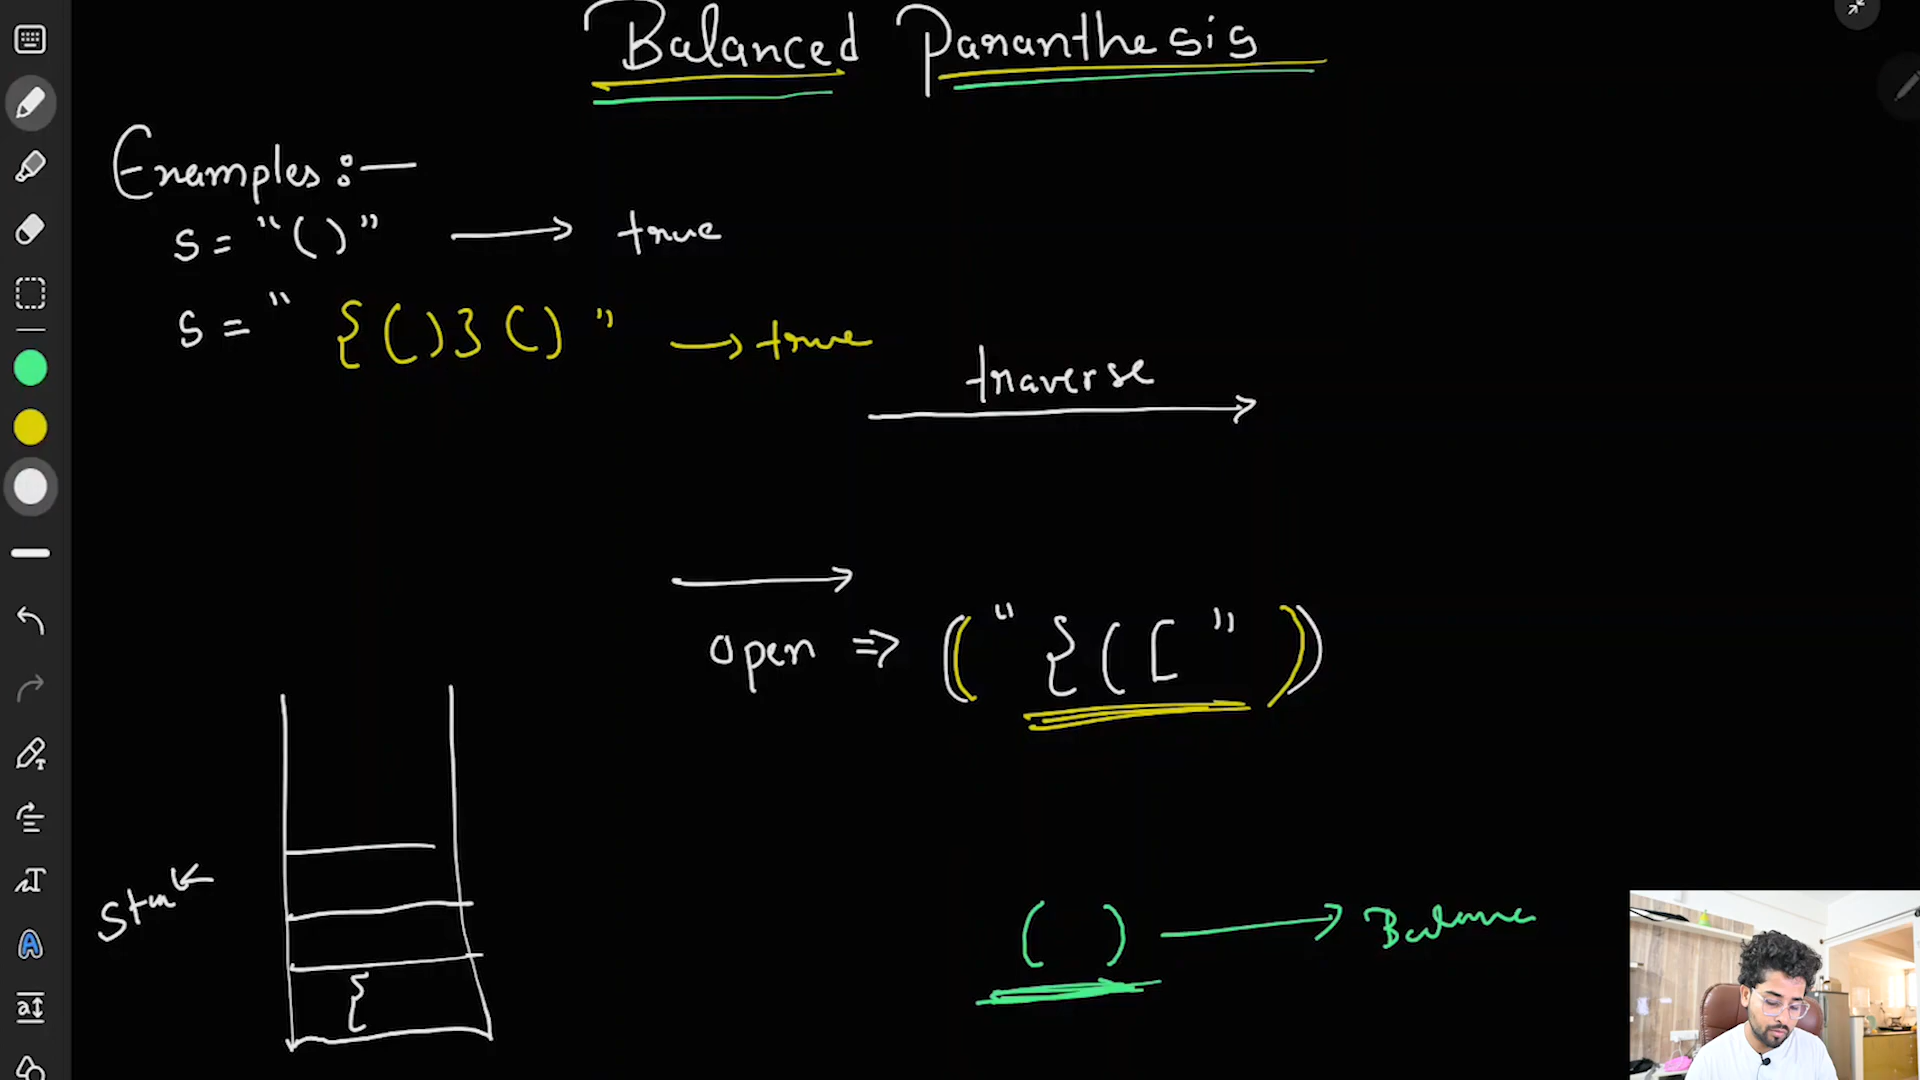 Balanced Paranthesis
Examples :—
S = "()" → true
S = "{()}()" → true
traverse
open => (("{([")) 
Stack
{
() → Balance